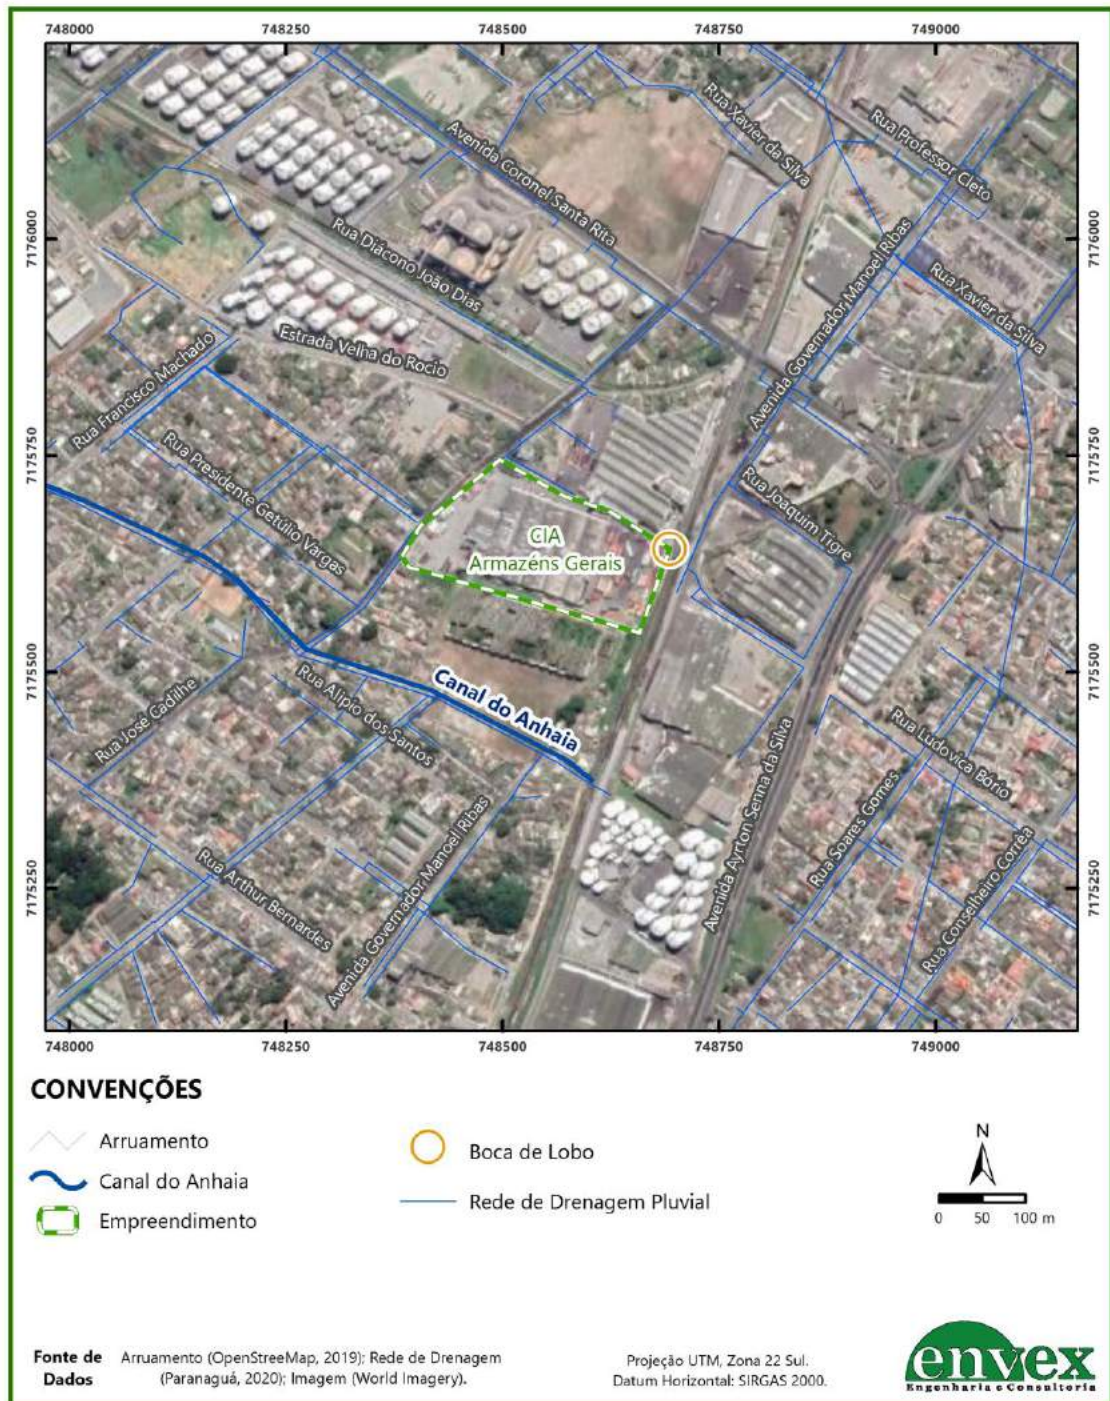 748000 748250 748500 748750 749000
Rua Xavier da Silva
Rua Professor Cleto
Avenida Coronel Santa Rita
7176000
7176000
Rua Diácono João Dias
Avenida Governador Manoel Ribas
Rua Xavier da Silva
Estrada Velha do Rocio
Rua Francisco Machado
7175750
7175750
Rua Presidente Getúlio Vargas
Rua Joaquim Tigre
CIA
Armazéns Gerais
7175500
7175500
Canal do Anhaia
Rua José Cadilhe
Rua Alípio dos Santos
Rua Ludovica Bório
Avenida Ayrton Senna da Silva
Rua Soares Gomes
Avenida Governador Manoel Ribas
Rua Arthur Bernardes
Rua Conselheiro Corrêa
7175250
7175250
748000 748250 748500 748750 749000
CONVENÇÕES
Arruamento
Canal do Anhaia
Empreendimento
Boca de Lobo
Rede de Drenagem Pluvial
N
0 50 100 m
Fonte de
Dados
Arruamento (OpenStreeMap, 2019); Rede de Drenagem
(Paranaguá, 2020); Imagem (World Imagery).
Projeção UTM, Zona 22 Sul.
Datum Horizontal: SIRGAS 2000.
envex
Engenharia e Consultoria